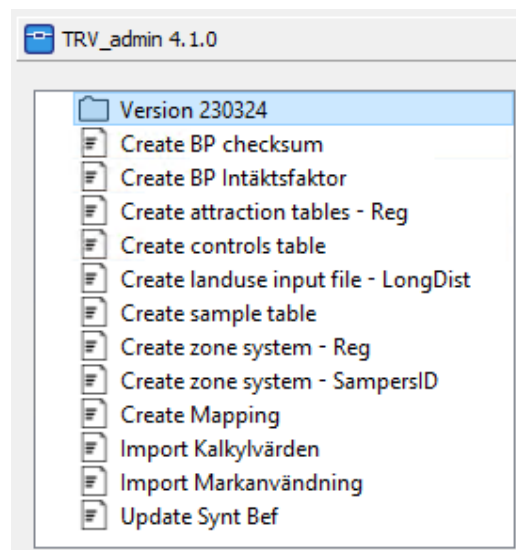 TRV_admin 4.1.0
Version 230324
Create BP checksum
Create BP Intäktsfaktor
Create attraction tables - Reg
Create controls table
Create landuse input file - LongDist
Create sample table
Create zone system - Reg
Create zone system - SampersID
Create Mapping
Import Kalkylvärden
Import Markanvändning
Update Synt Bef